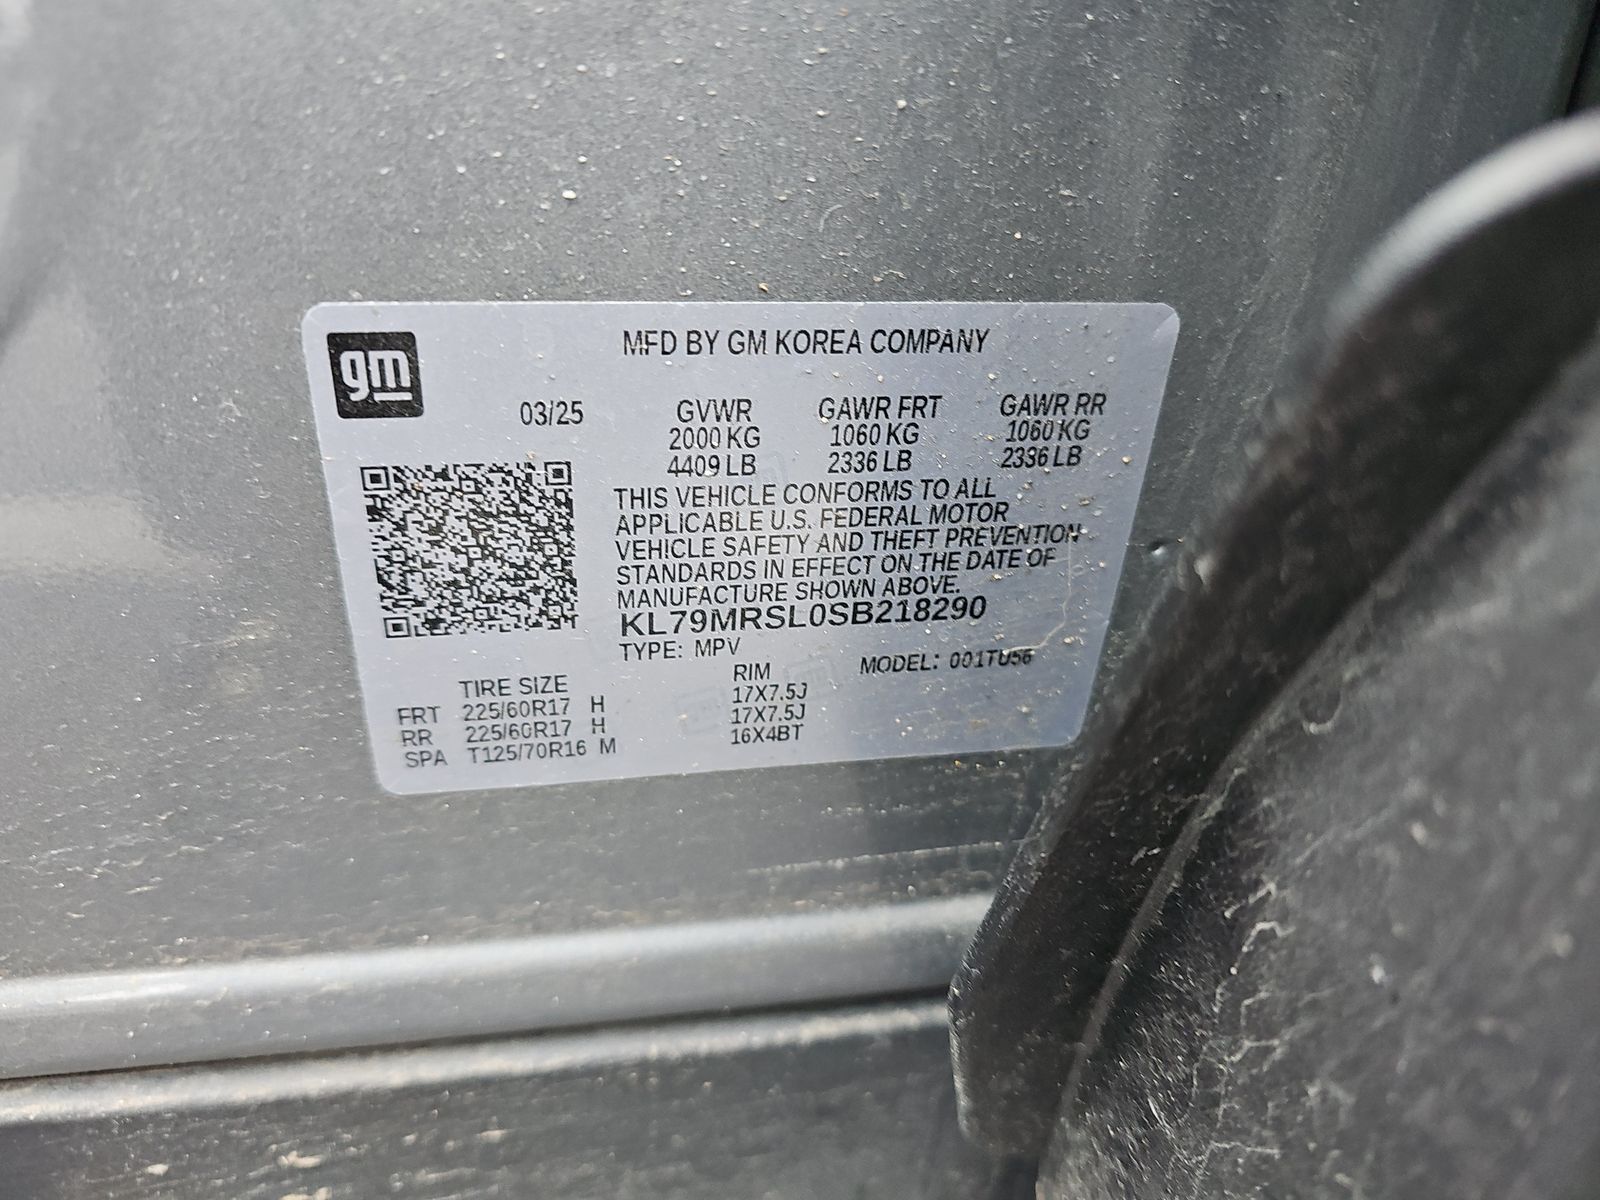 gm
MFD BY GM KOREA COMPANY
03/25 GVWR GAWR FRT GAWR RR
2000 KG 1060 KG 1060 KG
4409 LB 2336 LB 2336 LB
THIS VEHICLE CONFORMS TO ALL
APPLICABLE U.S. FEDERAL MOTOR
VEHICLE SAFETY AND THEFT PREVENTION
STANDARDS IN EFFECT ON THE DATE OF
MANUFACTURE SHOWN ABOVE.
KL79MRSL0SB218290
TYPE: MPV MODEL: 001TU56
TIRE SIZE RIM
FRT 225/60R17 H 17X7.5J
RR 225/60R17 H 17X7.5J
SPA T125/70R16 M 16X4BT